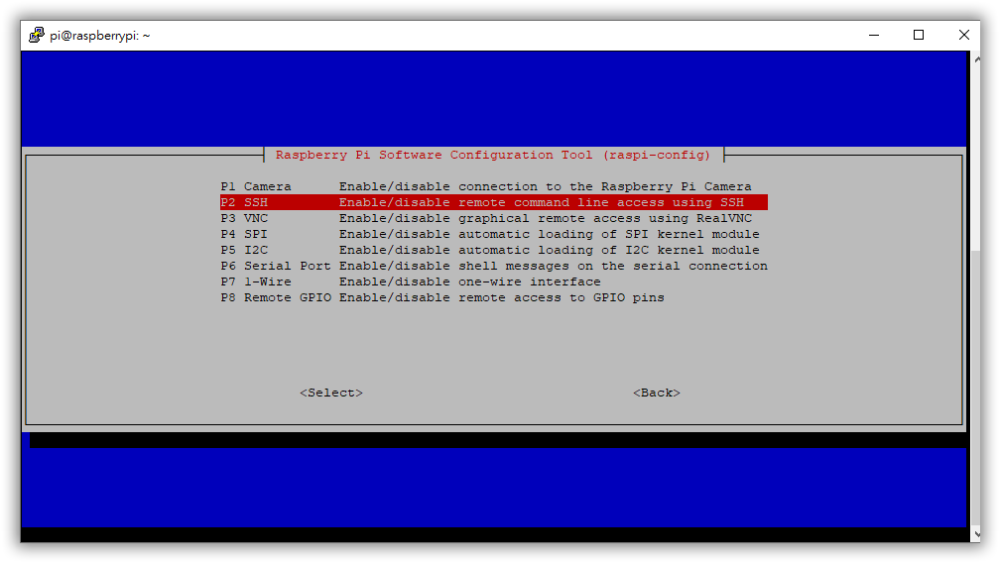 pi@raspberrypi: ~
Raspberry Pi Software Configuration Tool (raspi-config)
P1 Camera Enable/disable connection to the Raspberry Pi Camera
P2 SSH Enable/disable remote command line access using SSH
P3 VNC Enable/disable graphical remote access using RealVNC
P4 SPI Enable/disable automatic loading of SPI kernel module
P5 I2C Enable/disable automatic loading of I2C kernel module
P6 Serial Port Enable/disable shell messages on the serial connection
P7 1-Wire Enable/disable one-wire interface
P8 Remote GPIO Enable/disable remote access to GPIO pins
<Select> <Back>